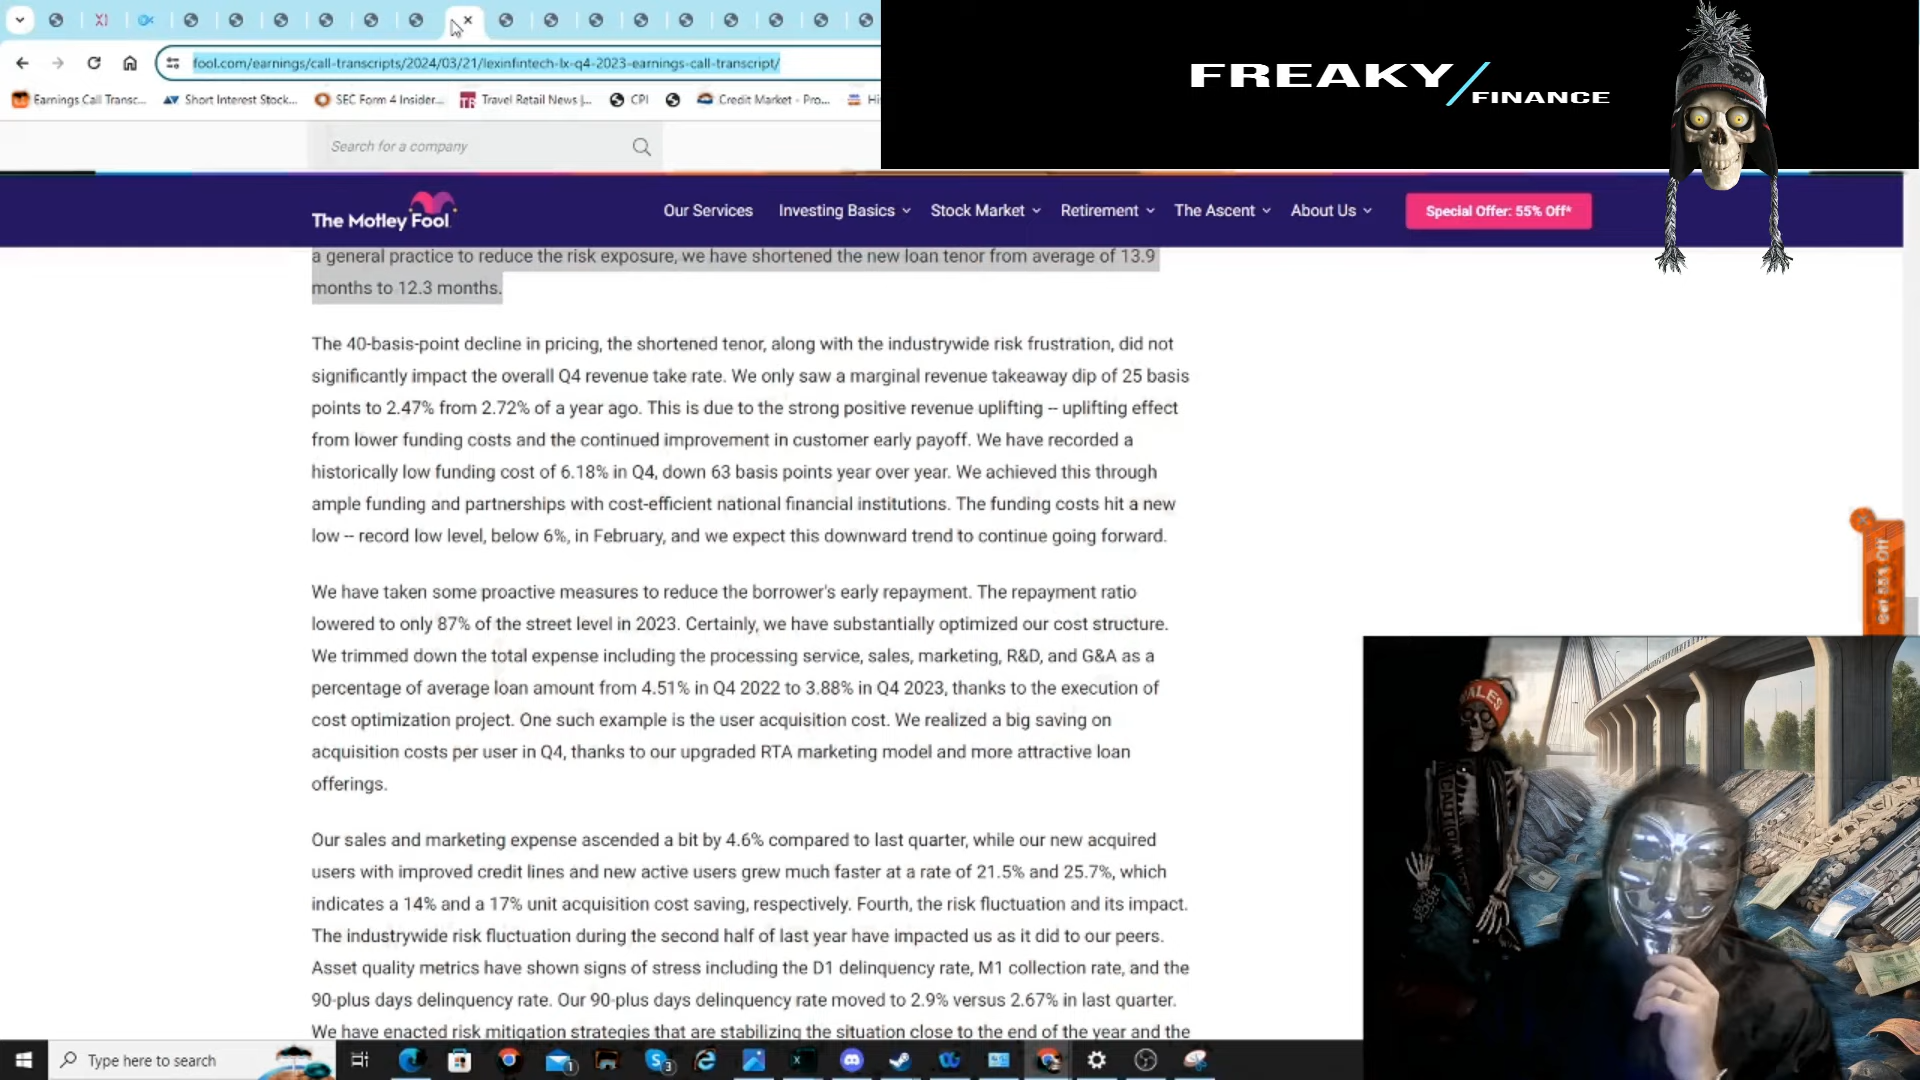 fool.com/earnings/call-transcripts/2024/03/21/lexinfintech-lx-q4-2023-earnings-call-transcript/
FREAKY/FINANCE
Earnings Call Transc...
Short Interest Stock...
SEC Form 4 Insider...
Travel Retail News |...
CPI
Credit Market - Pro...
Search for a company
The Motley Fool.
Our Services
Investing Basics
Stock Market
Retirement
The Ascent
About Us
Special Offer: 55% Off*
a general practice to reduce the risk exposure, we have shortened the new loan tenor from average of 13.9
months to 12.3 months.
The 40-basis-point decline in pricing, the shortened tenor, along with the industrywide risk frustration, did not
significantly impact the overall Q4 revenue take rate. We only saw a marginal revenue takeaway dip of 25 basis
points to 2.47% from 2.72% of a year ago. This is due to the strong positive revenue uplifting -- uplifting effect
from lower funding costs and the continued improvement in customer early payoff. We have recorded a
historically low funding cost of 6.18% in Q4, down 63 basis points year over year. We achieved this through
ample funding and partnerships with cost-efficient national financial institutions. The funding costs hit a new
low -- record low level, below 6%, in February, and we expect this downward trend to continue going forward.
We have taken some proactive measures to reduce the borrower's early repayment. The repayment ratio
lowered to only 87% of the street level in 2023. Certainly, we have substantially optimized our cost structure.
We trimmed down the total expense including the processing service, sales, marketing, R&D, and G&A as a
percentage of average loan amount from 4.51% in Q4 2022 to 3.88% in Q4 2023, thanks to the execution of
cost optimization project. One such example is the user acquisition cost. We realized a big saving on
acquisition costs per user in Q4, thanks to our upgraded RTA marketing model and more attractive loan
offerings.
Our sales and marketing expense ascended a bit by 4.6% compared to last quarter, while our new acquired
users with improved credit lines and new active users grew much faster at a rate of 21.5% and 25.7%, which
indicates a 14% and a 17% unit acquisition cost saving, respectively. Fourth, the risk fluctuation and its impact.
The industrywide risk fluctuation during the second half of last year have impacted us as it did to our peers.
Asset quality metrics have shown signs of stress including the D1 delinquency rate, M1 collection rate, and the
90-plus days delinquency rate. Our 90-plus days delinquency rate moved to 2.9% versus 2.67% in last quarter.
We have enacted risk mitigation strategies that are stabilizing the situation close to the end of the year and the
WALES
CAUTION
Type here to search